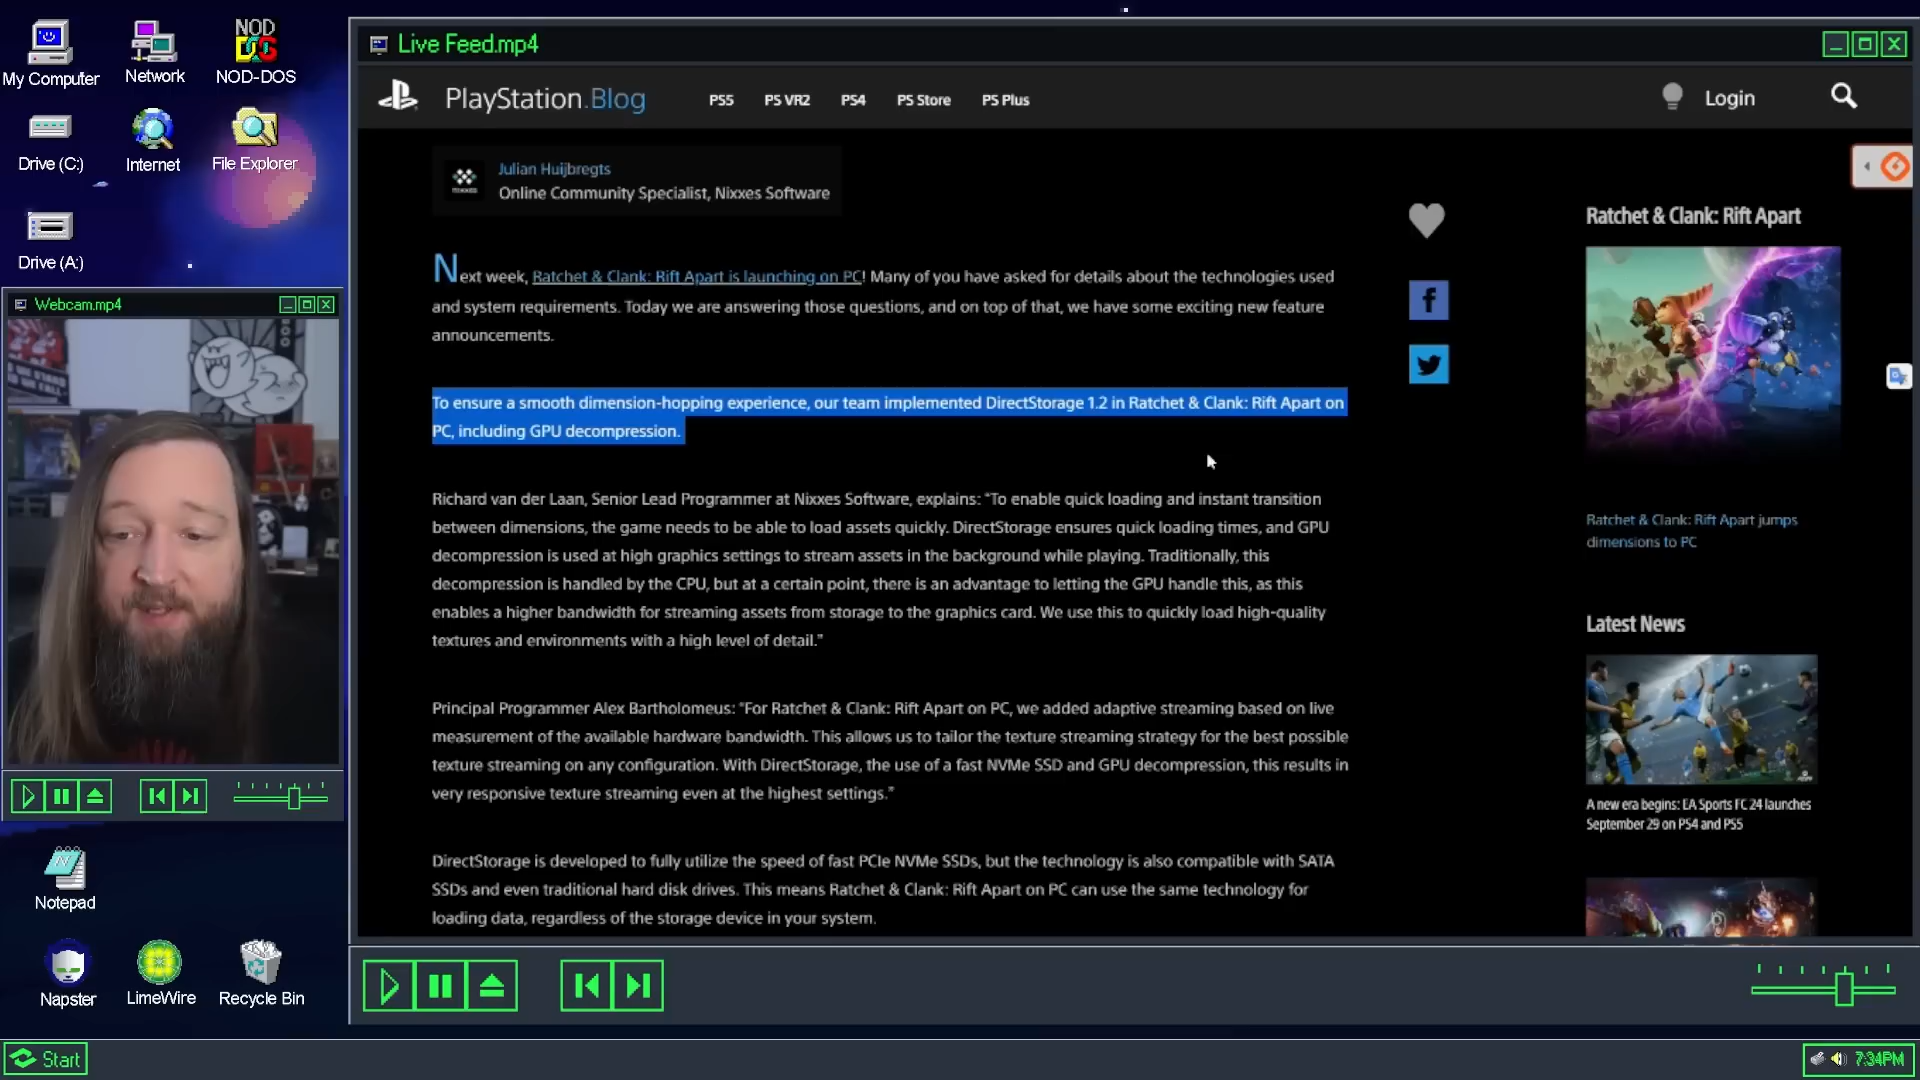 My Computer
Network
NOD-DOS
NOD
Drive (C:)
Internet
File Explorer
Drive (A:)
Webcam.mp4
Notepad
Napster
LimeWire
Recycle Bin
Start
Live Feed.mp4
PlayStation.Blog
PS5
PS VR2
PS4
PS Store
PS Plus
Login
Julian Huijbregts
Online Community Specialist, Nixxes Software
Next week, Ratchet & Clank: Rift Apart is launching on PC! Many of you have asked for details about the technologies used
and system requirements. Today we are answering those questions, and on top of that, we have some exciting new feature
announcements.
To ensure a smooth dimension-hopping experience, our team implemented DirectStorage 1.2 in Ratchet & Clank: Rift Apart on
PC, including GPU decompression.
Richard van der Laan, Senior Lead Programmer at Nixxes Software, explains: “To enable quick loading and instant transition
between dimensions, the game needs to be able to load assets quickly. DirectStorage ensures quick loading times, and GPU
decompression is used at high graphics settings to stream assets in the background while playing. Traditionally, this
decompression is handled by the CPU, but at a certain point, there is an advantage to letting the GPU handle this, as this
enables a higher bandwidth for streaming assets from storage to the graphics card. We use this to quickly load high-quality
textures and environments with a high level of detail.”
Principal Programmer Alex Bartholomeus: “For Ratchet & Clank: Rift Apart on PC, we added adaptive streaming based on live
measurement of the available hardware bandwidth. This allows us to tailor the texture streaming strategy for the best possible
texture streaming on any configuration. With DirectStorage, the use of a fast NVMe SSD and GPU decompression, this results in
very responsive texture streaming even at the highest settings.”
DirectStorage is developed to fully utilize the speed of fast PCIe NVMe SSDs, but the technology is also compatible with SATA
SSDs and even traditional hard disk drives. This means Ratchet & Clank: Rift Apart on PC can use the same technology for
loading data, regardless of the storage device in your system.
Ratchet & Clank: Rift Apart
Ratchet & Clank: Rift Apart jumps
dimensions to PC
Latest News
A new era begins: EA Sports FC 24 launches
September 29 on PS4 and PS5
7:34PM